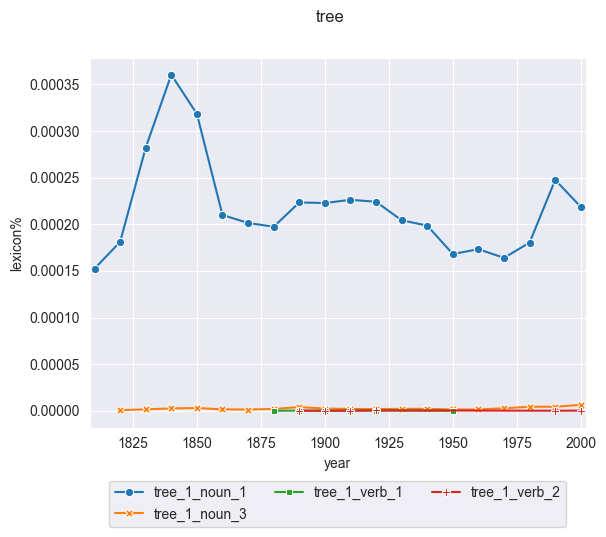 tree
0.00035
0.00030
0.00025
0.00020
0.00015
0.00010
0.00005
0.00000
lexicon%
1825 1850 1875 1900 1925 1950 1975 2000
year
tree_1_noun_1 tree_1_verb_1 tree_1_verb_2
tree_1_noun_3